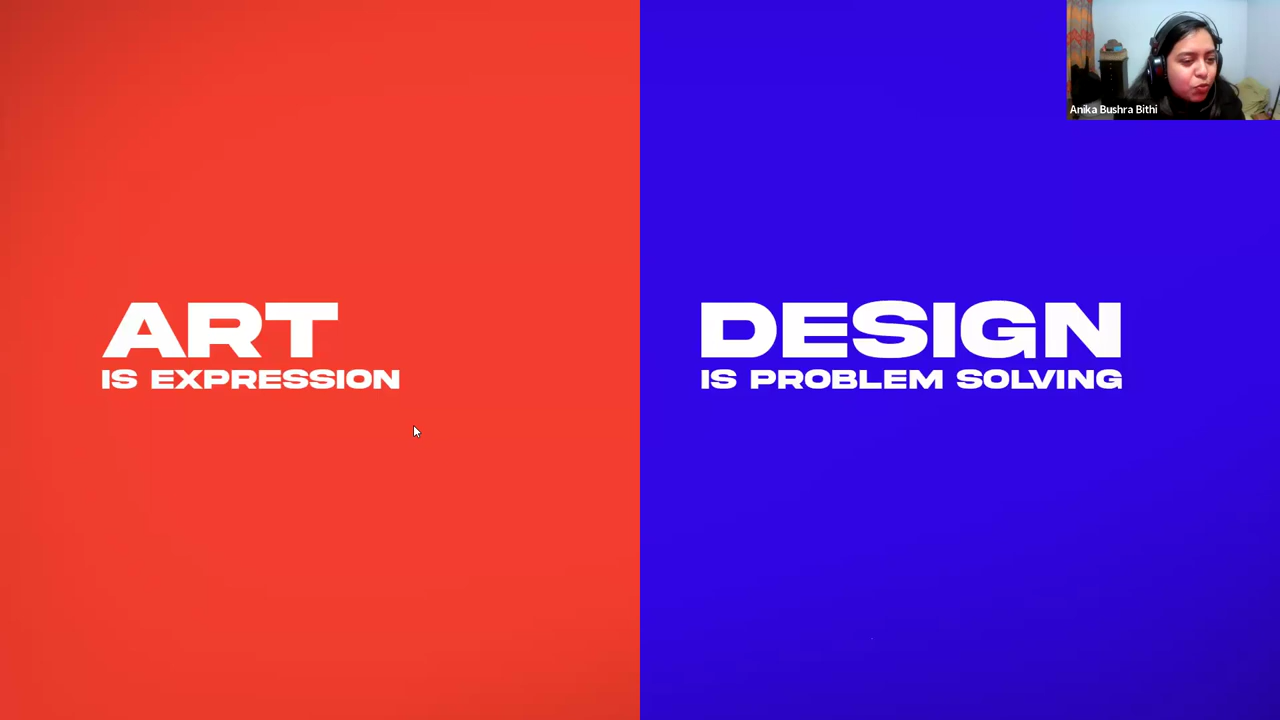 ART
IS EXPRESSION
DESIGN
IS PROBLEM SOLVING
Anika Bushra Bithi